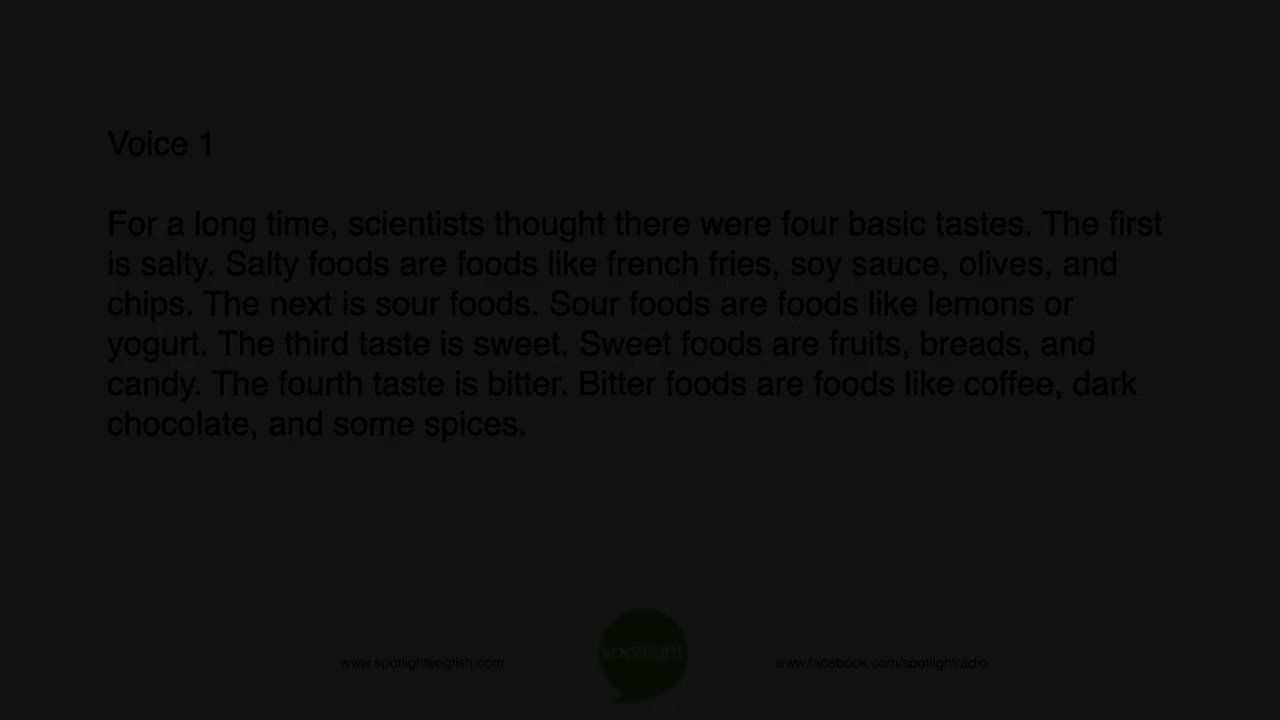 Voice 1
For a long time, scientists thought there were four basic tastes. The first
is salty. Salty foods are foods like french fries, soy sauce, olives, and
chips. The next is sour foods. Sour foods are foods like lemons or
yogurt. The third taste is sweet. Sweet foods are fruits, breads, and
candy. The fourth taste is bitter. Bitter foods are foods like coffee, dark
chocolate, and some spices.
www.spotlightenglish.com
spotlight
www.facebook.com/spotlightradio